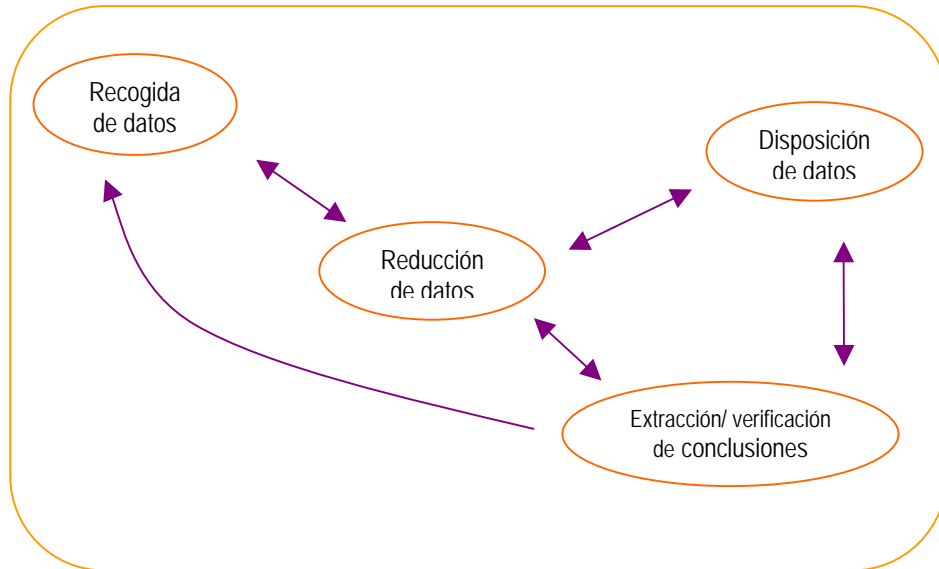 Recogida
de datos
Disposición
de datos
Reducción
de datos
Extracción/ verificación
de conclusiones